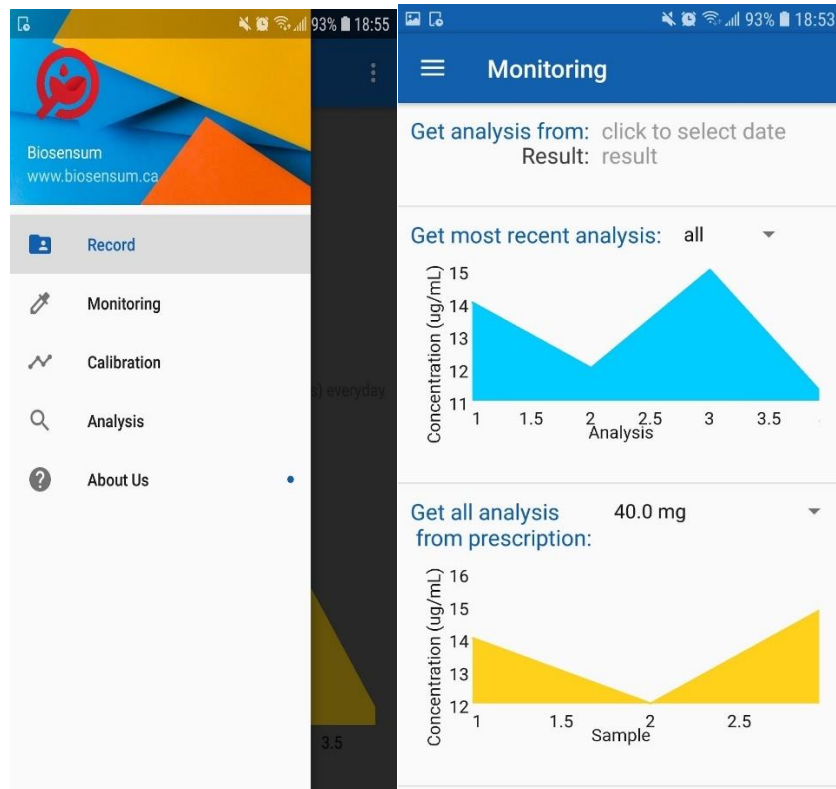 93% 18:55
Biosensum
www.biosensum.ca
Record
Monitoring
Calibration
Analysis
About Us
) everyday
3.5
93% 18:53
Monitoring
Get analysis from: click to select date
Result: result
Get most recent analysis: all
Concentration (ug/mL)
15
14
13
12
11
1 1.5 2 2.5 3 3.5
Analysis
Get all analysis 40.0 mg
from prescription:
Concentration (ug/mL)
16
15
14
13
12
1 1.5 2 2.5
Sample